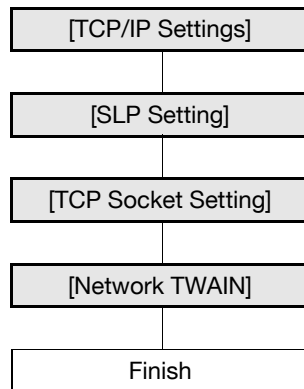 [TCP/IP Settings]
[SLP Setting]
[TCP Socket Setting]
[Network TWAIN]
Finish